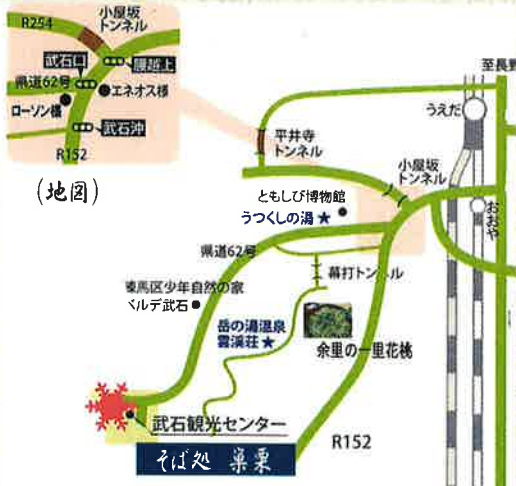 R254
小屋坂
トンネル
武石口
腰越上
県道62号
エネオス様
ローソン様
武石沖
R152
(地図)
至長野
うえだ
平井寺
トンネル
小屋坂
トンネル
ともしび博物館
うつくしの湯 ★
おおや
県道62号
幕打トンネル
練馬区少年自然の家
ベルデ武石
岳の湯温泉
雲渓荘 ★
余里の一里花桃
武石観光センター
R152
そば処 巣栗